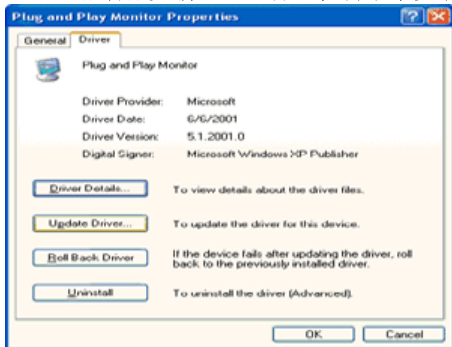 Plug and Play Monitor Properties
General Driver
Plug and Play Monitor
Driver Provider: Microsoft
Driver Date: 6/6/2001
Driver Version: 5.1.2001.0
Digital Signer: Microsoft Windows XP Publisher
Driver Details... To view details about the driver files.
Update Driver... To update the driver for this device.
Roll Back Driver If the device fails after updating the driver, roll
back to the previously installed driver.
Uninstall To uninstall the driver (Advanced).
OK Cancel